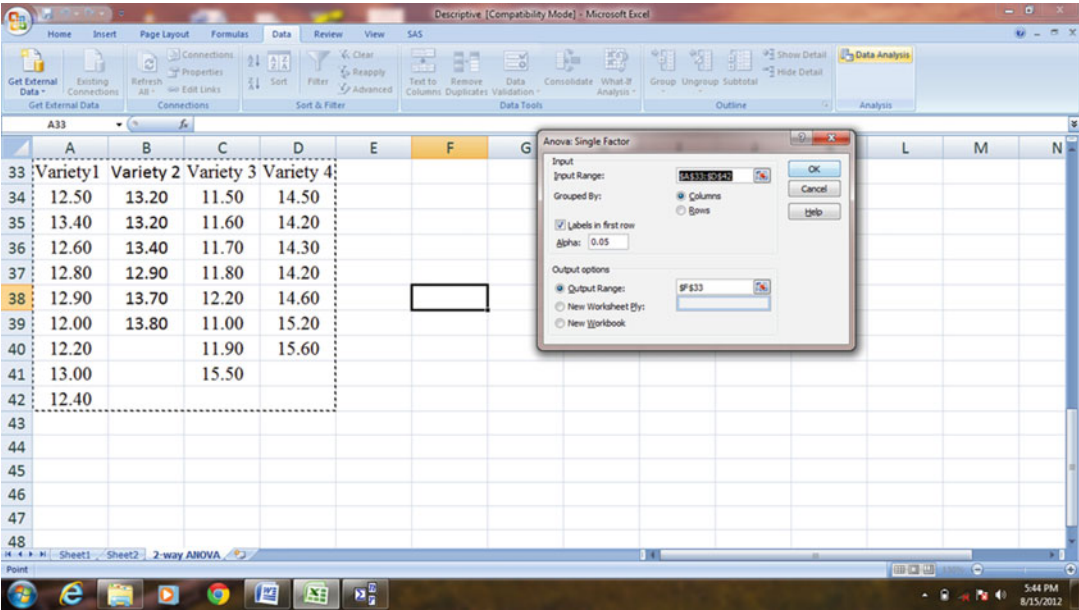 Descriptive [Compatibility Mode] - Microsoft Excel
Home Insert Page Layout Formulas Data Review View SAS
Get External Data Existing Connections Refresh All Connections Properties Edit Links Sort Filter Clear Reapply Advanced Text to Columns Remove Duplicates Data Validation Consolidate What-If Analysis Group Ungroup Subtotal Show Detail Hide Detail Data Analysis
Get External Data Connections Sort & Filter Data Tools Outline Analysis
A33 fx
A B C D E F G L M N
33 Variety1 Variety 2 Variety 3 Variety 4
34 12.50 13.20 11.50 14.50
35 13.40 13.20 11.60 14.20
36 12.60 13.40 11.70 14.30
37 12.80 12.90 11.80 14.20
38 12.90 13.70 12.20 14.60
39 12.00 13.80 11.00 15.20
40 12.20 11.90 15.60
41 13.00 15.50
42 12.40
43
44
45
46
47
48
Anova: Single Factor
Input
Input Range: $A$33:$D$42
Grouped By: Columns
Rows
Labels in first row
Alpha: 0.05
Output options
Output Range: $F$33
New Worksheet Ply:
New Workbook
OK
Cancel
Help
Sheet1 Sheet2 2-way ANOVA
Point
5:44 PM
8/15/2012